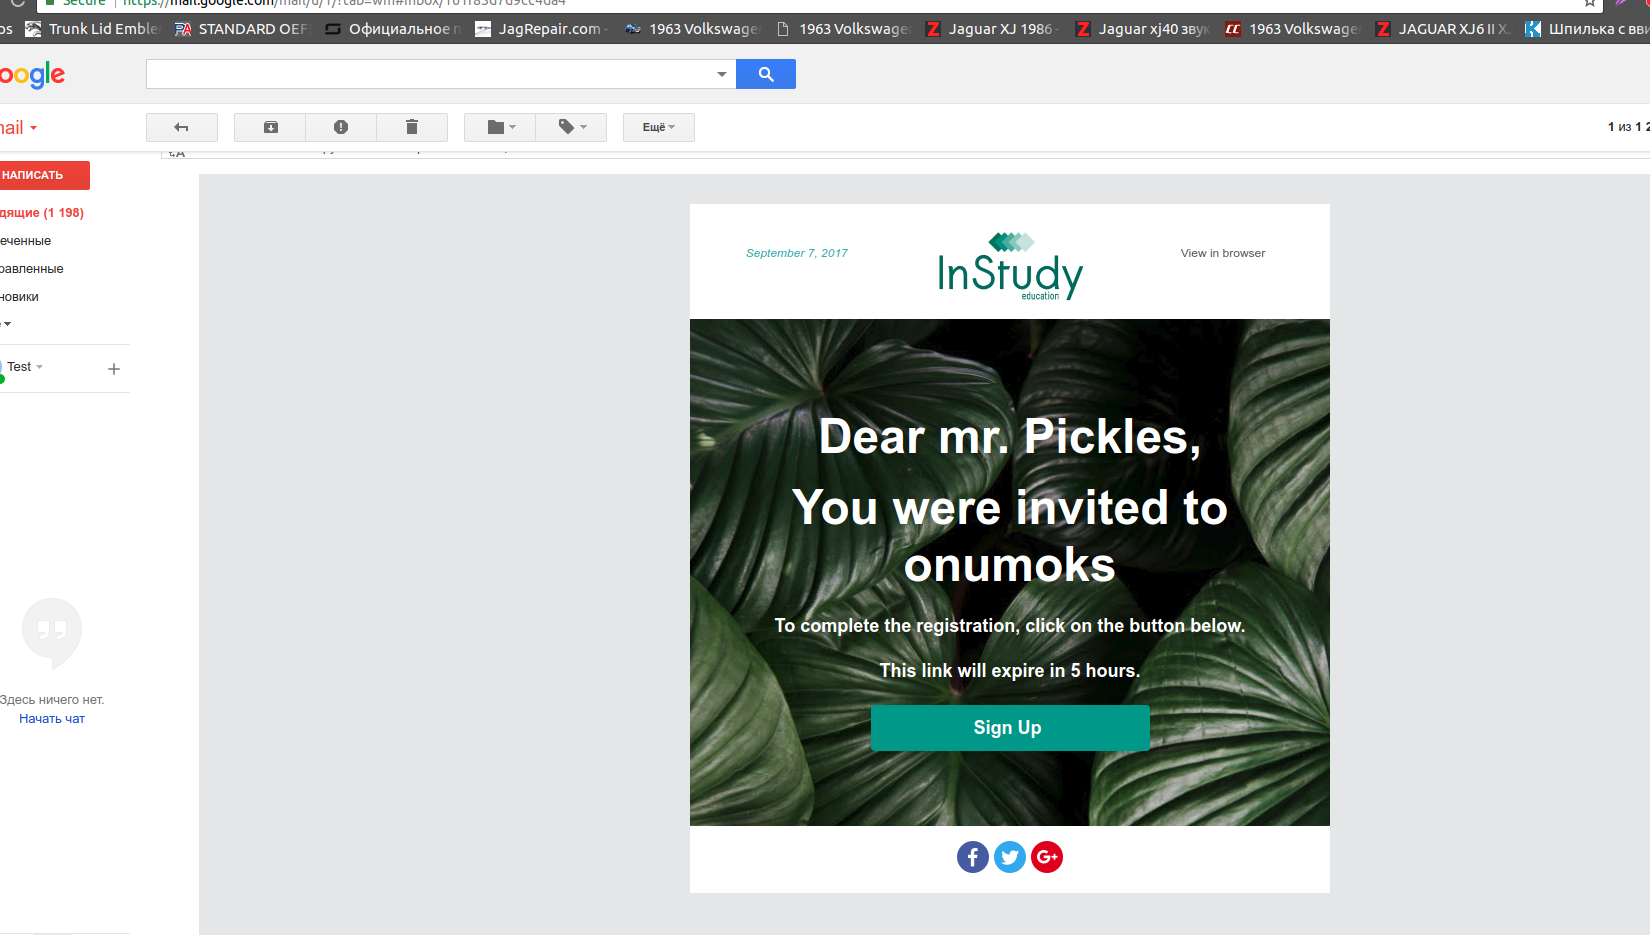 Secure https://mail.google.com/mail/u/1/?tab=wm#inbox/
Trunk Lid Emble STANDARD OEF Официальное п JagRepair.com - 1963 Volkswage 1963 Volkswage Jaguar XJ 1986 - Jaguar xj40 звук 1963 Volkswage JAGUAR XJ6 II X Шпилька с вви
oogle
ail
Ещё
1 из 1 2
НАПИСАТЬ
дящие (1 198)
еченные
равленные
новики
Test
Здесь ничего нет.
Начать чат
September 7, 2017
InStudy
education
View in browser
Dear mr. Pickles,
You were invited to
onumoks
To complete the registration, click on the button below.
This link will expire in 5 hours.
Sign Up